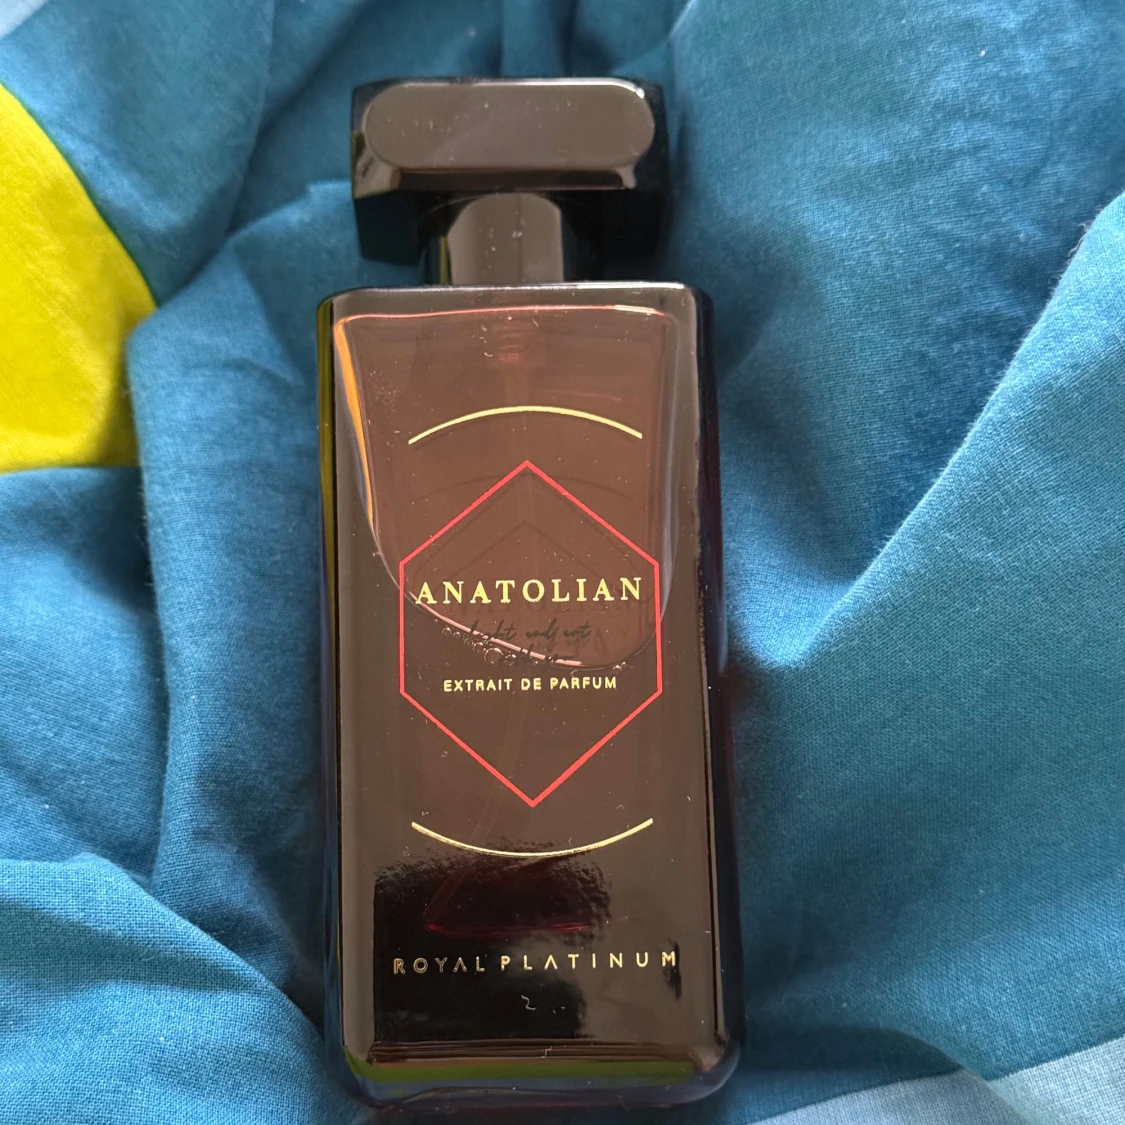 ANATOLIAN
EXTRAIT DE PARFUM
ROYAL PLATINUM